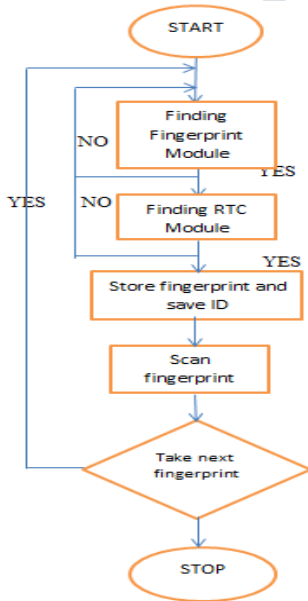 START
Finding
Fingerprint
Module
NO
YES
YES
NO
Finding RTC
Module
YES
Store fingerprint and
save ID
Scan
fingerprint
Take next
fingerprint
STOP